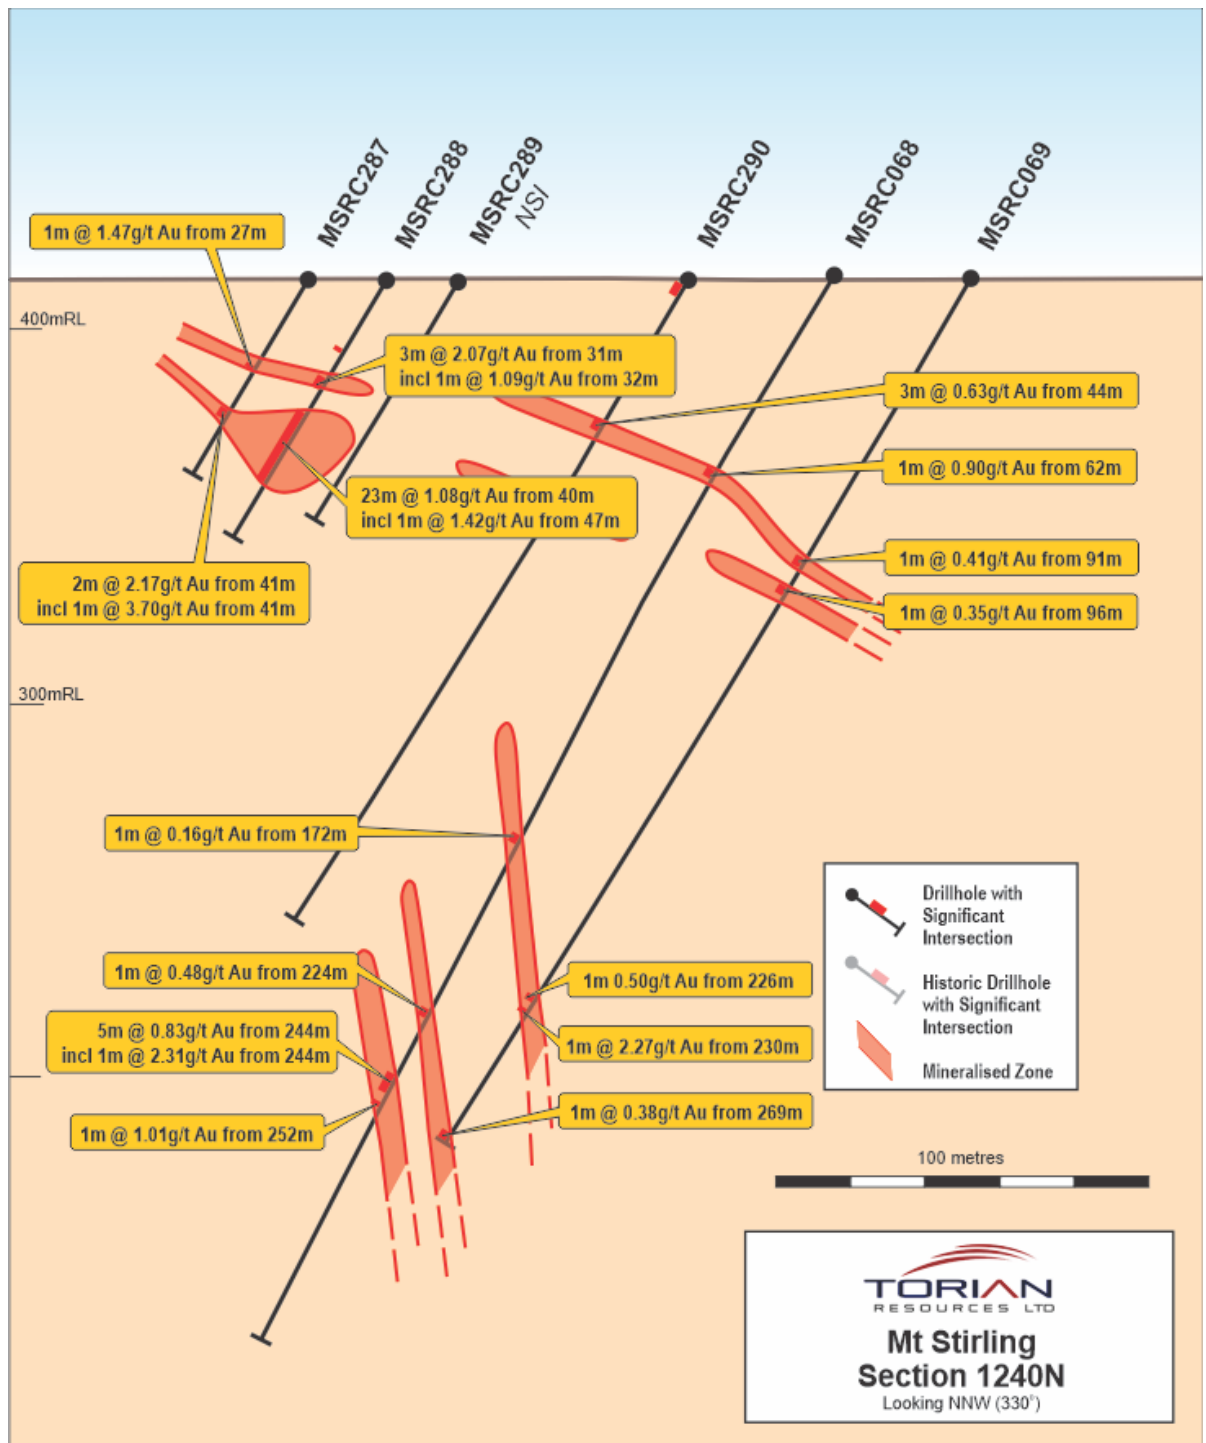 MSRC287
MSRC288
MSRC289
NSI
MSRC290
MSRC068
MSRC069
1m @ 1.47g/t Au from 27m
400mRL
3m @ 2.07g/t Au from 31m
incl 1m @ 1.09g/t Au from 32m
3m @ 0.63g/t Au from 44m
1m @ 0.90g/t Au from 62m
23m @ 1.08g/t Au from 40m
incl 1m @ 1.42g/t Au from 47m
1m @ 0.41g/t Au from 91m
2m @ 2.17g/t Au from 41m
incl 1m @ 3.70g/t Au from 41m
1m @ 0.35g/t Au from 96m
300mRL
1m @ 0.16g/t Au from 172m
Drillhole with
Significant
Intersection
1m @ 0.48g/t Au from 224m
1m 0.50g/t Au from 226m
Historic Drillhole
with Significant
Intersection
5m @ 0.83g/t Au from 244m
incl 1m @ 2.31g/t Au from 244m
1m @ 2.27g/t Au from 230m
Mineralised Zone
1m @ 1.01g/t Au from 252m
1m @ 0.38g/t Au from 269m
100 metres
TORIAN
RESOURCES LTD
Mt Stirling
Section 1240N
Looking NNW (330°)